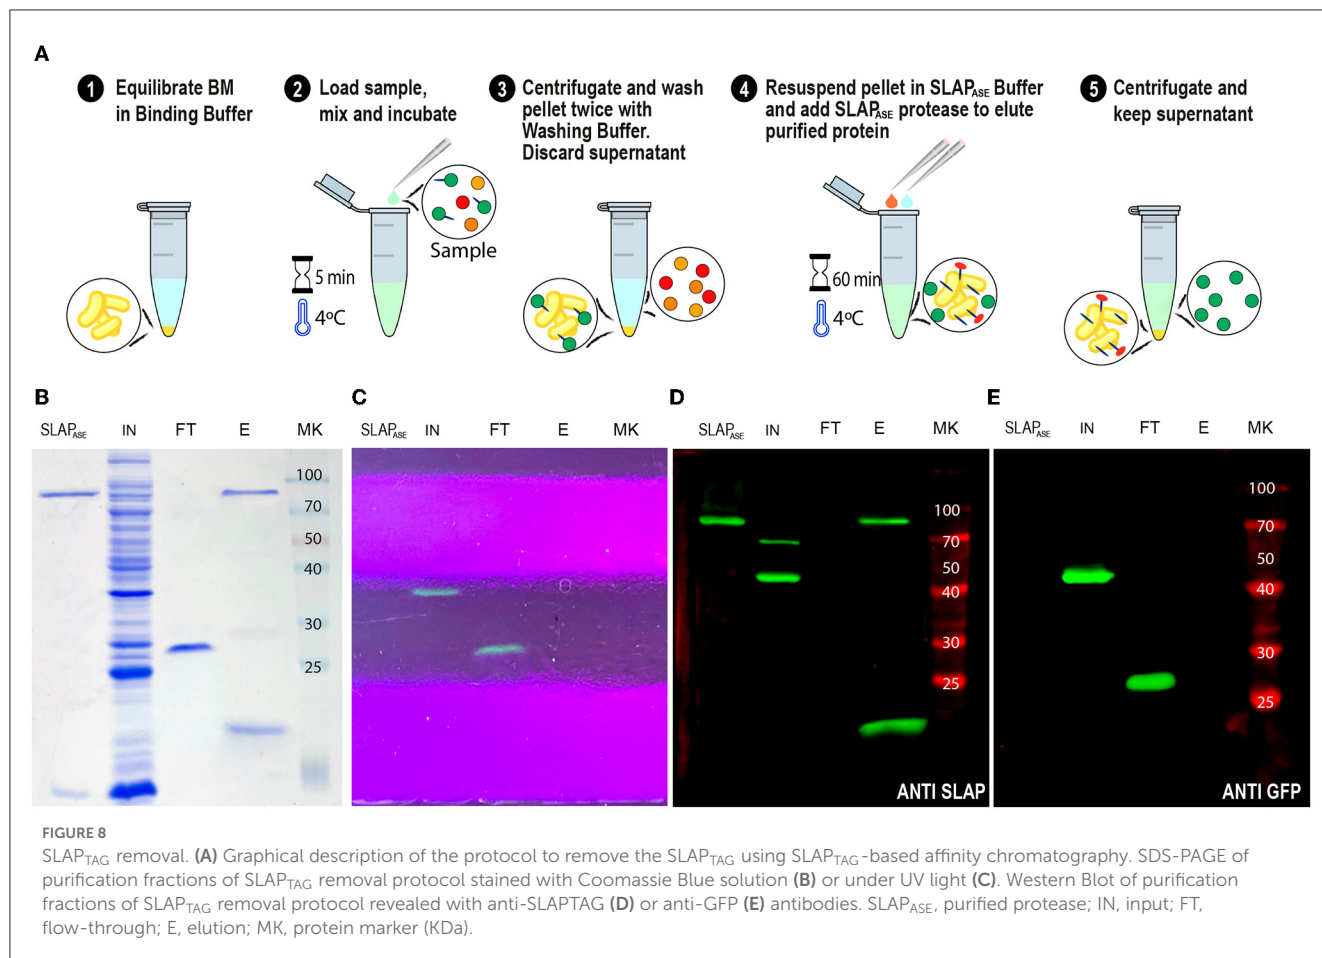 A
1 Equilibrate BM
in Binding Buffer
2 Load sample,
mix and incubate
3 Centrifugate and wash
pellet twice with
Washing Buffer.
Discard supernatant
4 Resuspend pellet in SLAPASE Buffer
and add SLAPASE protease to elute
purified protein
5 Centrifugate and
keep supernatant
Sample
5 min
4ºC
60 min
4ºC
B
SLAPASE IN FT E MK
100
70
50
40
30
25
C
SLAPASE IN FT E MK
D
SLAPASE IN FT E MK
100
70
50
40
30
25
ANTI SLAP
E
SLAPASE IN FT E MK
100
70
50
40
30
25
ANTI GFP
FIGURE 8
SLAPTAG removal. (A) Graphical description of the protocol to remove the SLAPTAG using SLAPTAG-based affinity chromatography. SDS-PAGE of
purification fractions of SLAPTAG removal protocol stained with Coomassie Blue solution (B) or under UV light (C). Western Blot of purification
fractions of SLAPTAG removal protocol revealed with anti-SLAPTAG (D) or anti-GFP (E) antibodies. SLAPASE, purified protease; IN, input; FT,
flow-through; E, elution; MK, protein marker (KDa).